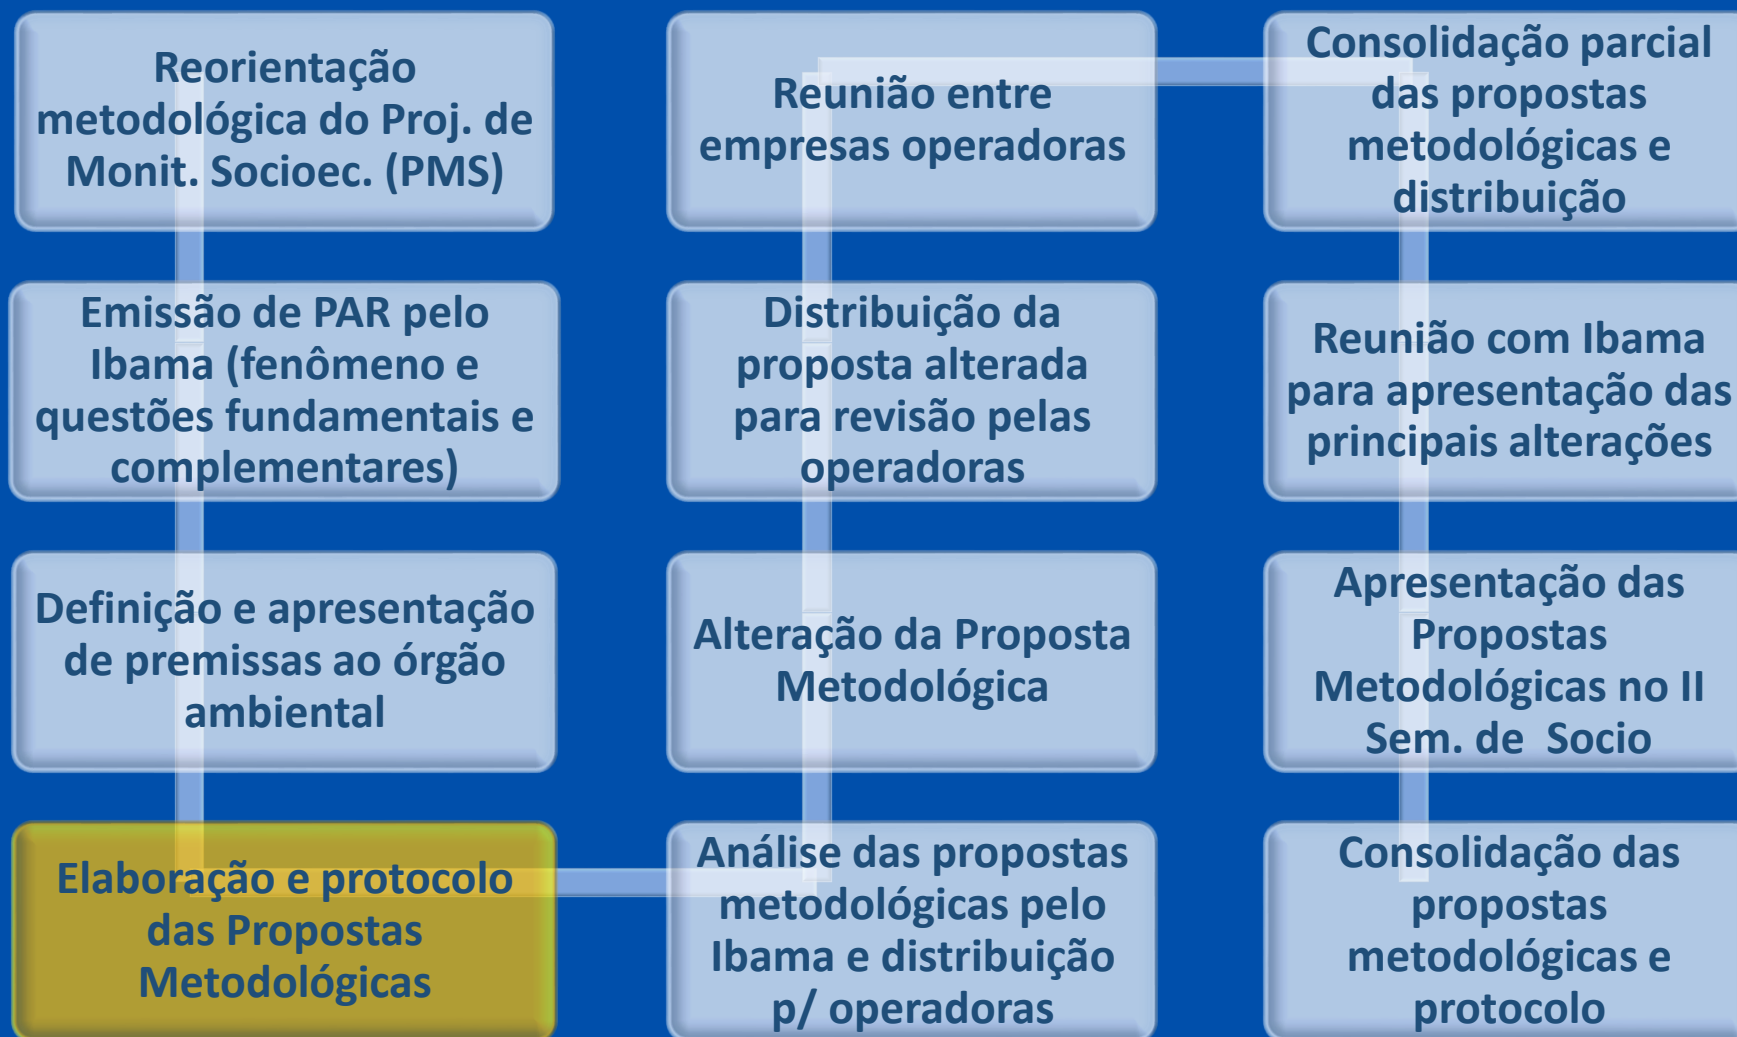 Reorientação
metodológica do Proj. de
Monit. Socioec. (PMS)
Emissão de PAR pelo
Ibama (fenômeno e
questões fundamentais e
complementares)
Definição e apresentação
de premissas ao órgão
ambiental
Elaboração e protocolo
das Propostas
Metodológicas
Análise das propostas
metodológicas pelo
Ibama e distribuição
p/ operadoras
Alteração da Proposta
Metodológica
Distribuição da
proposta alterada
para revisão pelas
operadoras
Reunião entre
empresas operadoras
Consolidação parcial
das propostas
metodológicas e
distribuição
Reunião com Ibama
para apresentação das
principais alterações
Apresentação das
Propostas
Metodológicas no II
Sem. de  Socio
Consolidação das
propostas
metodológicas e
protocolo